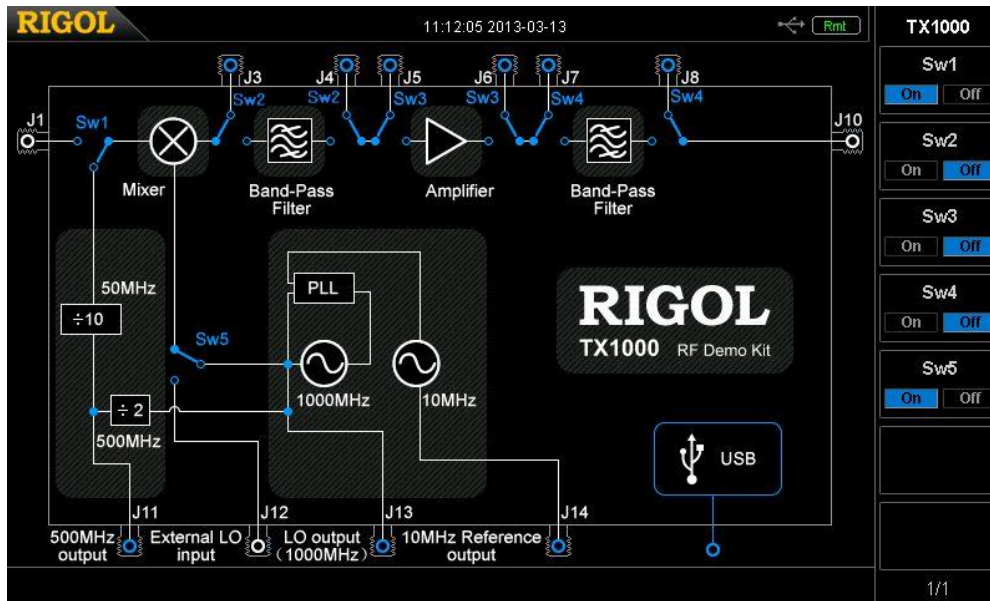 RIGOL
11:12:05 2013-03-13
Rmt
TX1000
Sw1
On Off
Sw2
On Off
Sw3
On Off
Sw4
On Off
Sw5
On Off
1/1
J3 J4 J5 J6 J7 J8
Sw2 Sw2 Sw3 Sw3 Sw4 Sw4
J1 Sw1 J10
Mixer
Band-Pass
Filter
Amplifier
Band-Pass
Filter
50MHz
÷10
Sw5
÷ 2
500MHz
PLL
1000MHz
10MHz
RIGOL
TX1000 RF Demo Kit
USB
J11 J12 J13 J14
500MHz
output
External LO
input
LO output
(1000MHz)
10MHz Reference
output